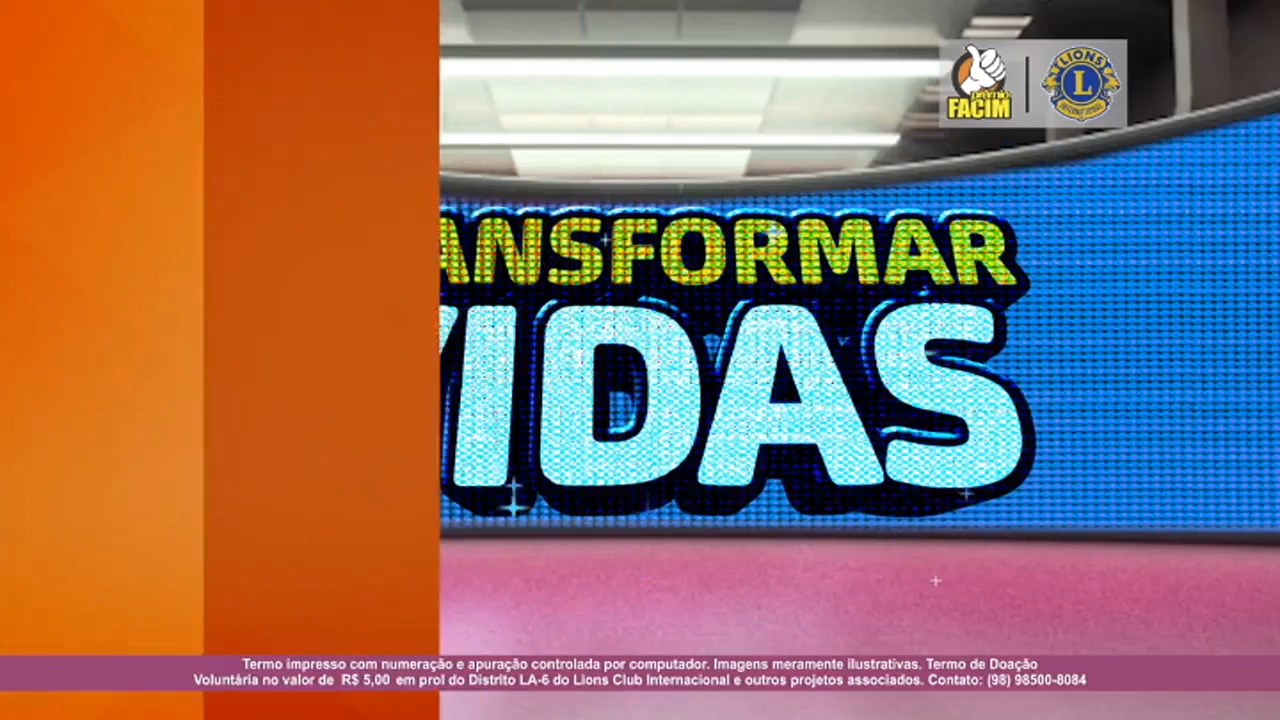 prêmio
FACIM
LIONS
L
INTERNATIONAL
ANSFORMAR
VIDAS
Termo impresso com numeração e apuração controlada por computador. Imagens meramente ilustrativas. Termo de Doação
Voluntária no valor de R$ 5,00 em prol do Distrito LA-6 do Lions Club Internacional e outros projetos associados. Contato: (98) 98500-8084